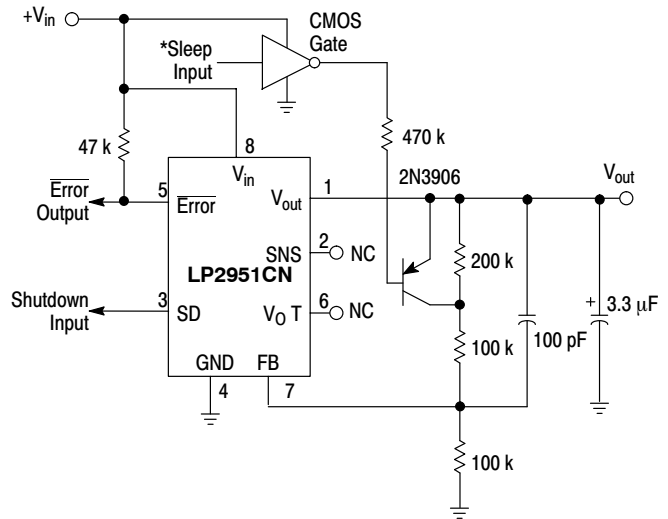 +Vin
CMOS
Gate
*Sleep
Input
470 k
47 k
8
Vin
2N3906
Vout
Error
Output
5
Error
Vout
1
SNS
2
NC
200 k
LP2951CN
Shutdown
Input
3
SD
VO T
6
NC
+
3.3 µF
100 k
100 pF
GND
FB
4
7
100 k